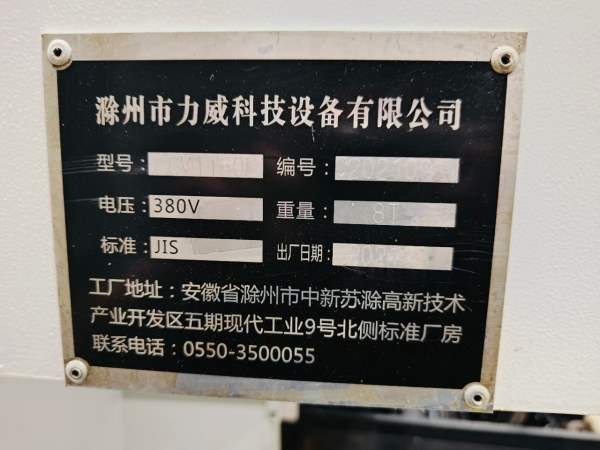 滁州市力威科技设备有限公司
型号： 编号：
电压：380V 重量：8T
标准：JIS 出厂日期：
工厂地址：安徽省滁州市中新苏滁高新技术
产业开发区五期现代工业9号北侧标准厂房
联系电话：0550-3500055